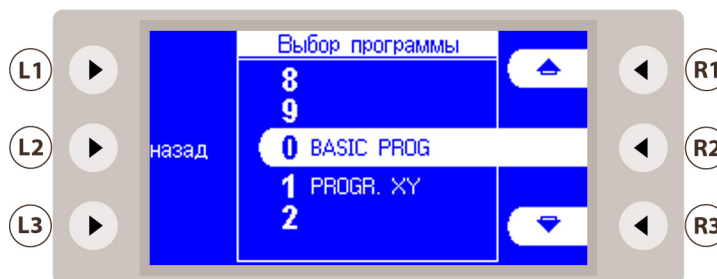 Выбор программы
L1
8
R1
9
L2
назад
0 BASIC PROG
R2
1 PROGR. XY
L3
2
R3